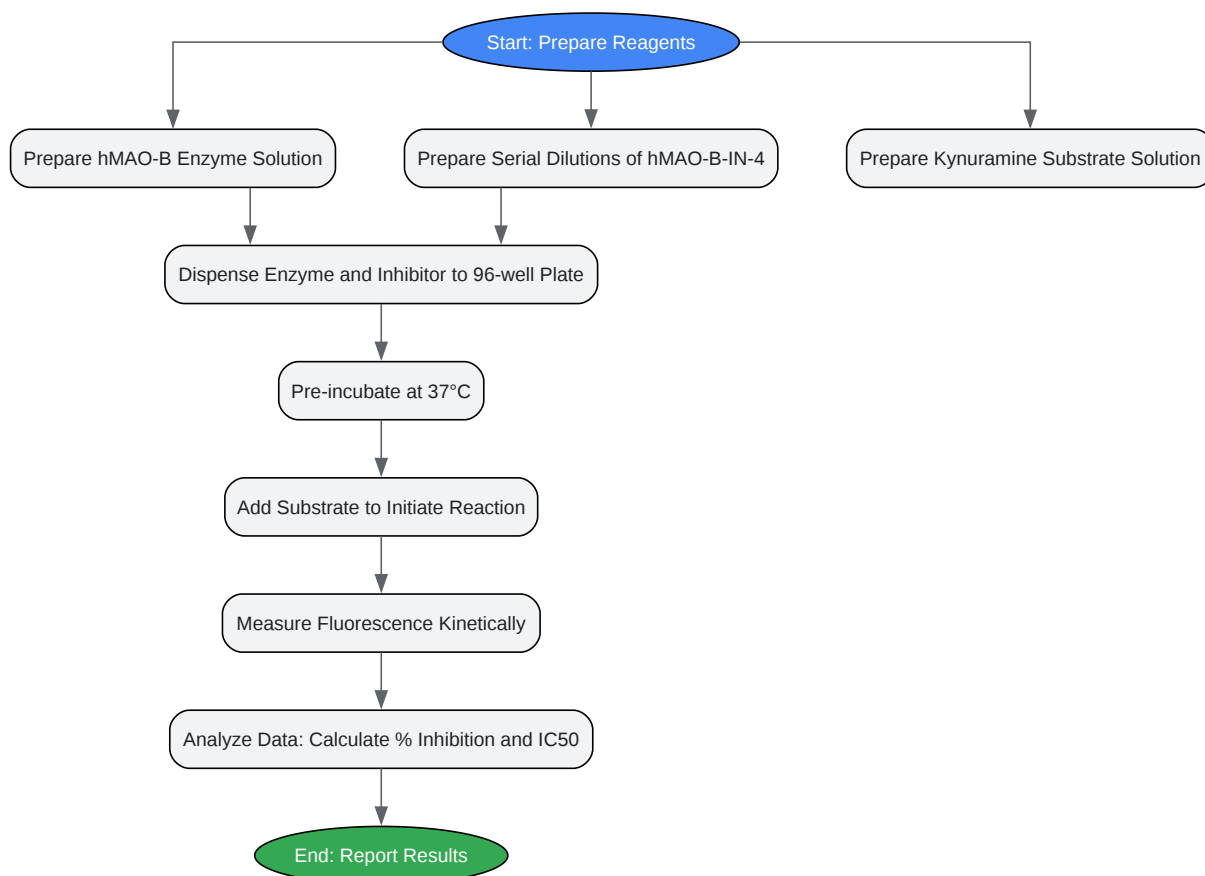 Start: Prepare Reagents
Prepare hMAO-B Enzyme Solution
Prepare Serial Dilutions of hMAO-B-IN-4
Prepare Kynuramine Substrate Solution
Dispense Enzyme and Inhibitor to 96-well Plate
Pre-incubate at 37°C
Add Substrate to Initiate Reaction
Measure Fluorescence Kinetically
Analyze Data: Calculate % Inhibition and IC50
End: Report Results